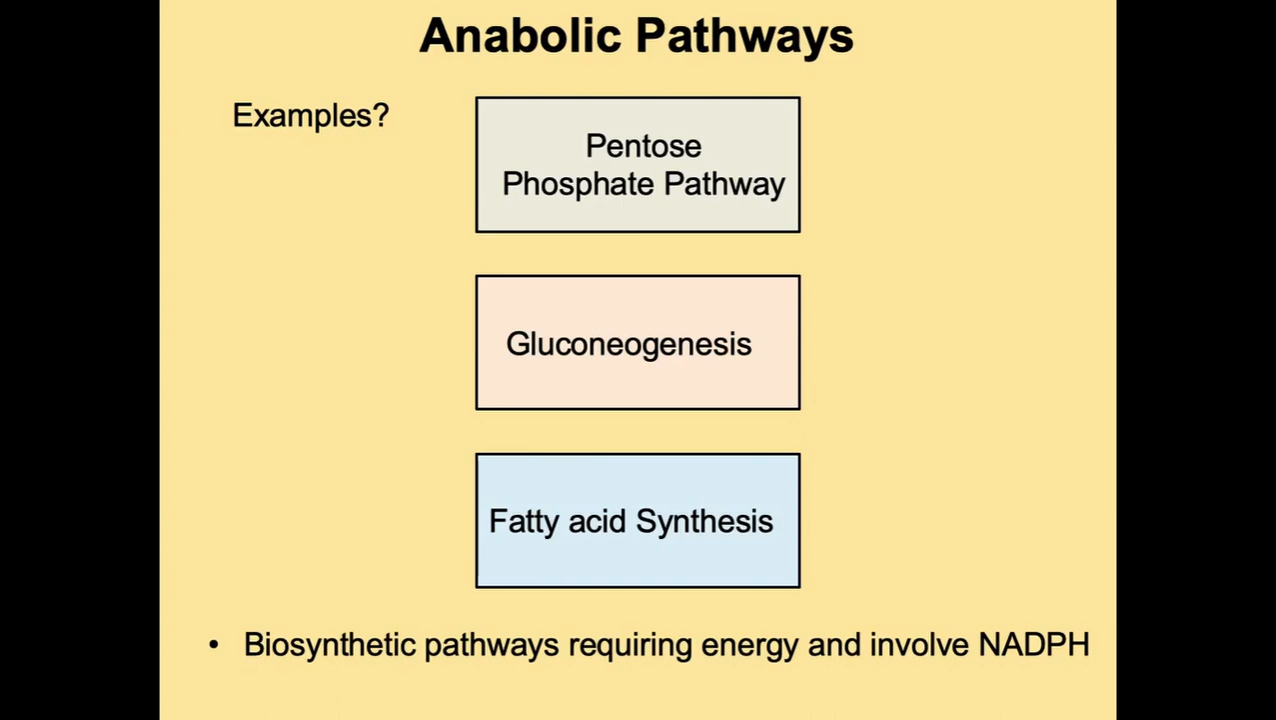 Anabolic Pathways
Examples?
Pentose
Phosphate Pathway
Gluconeogenesis
Fatty acid Synthesis
• Biosynthetic pathways requiring energy and involve NADPH